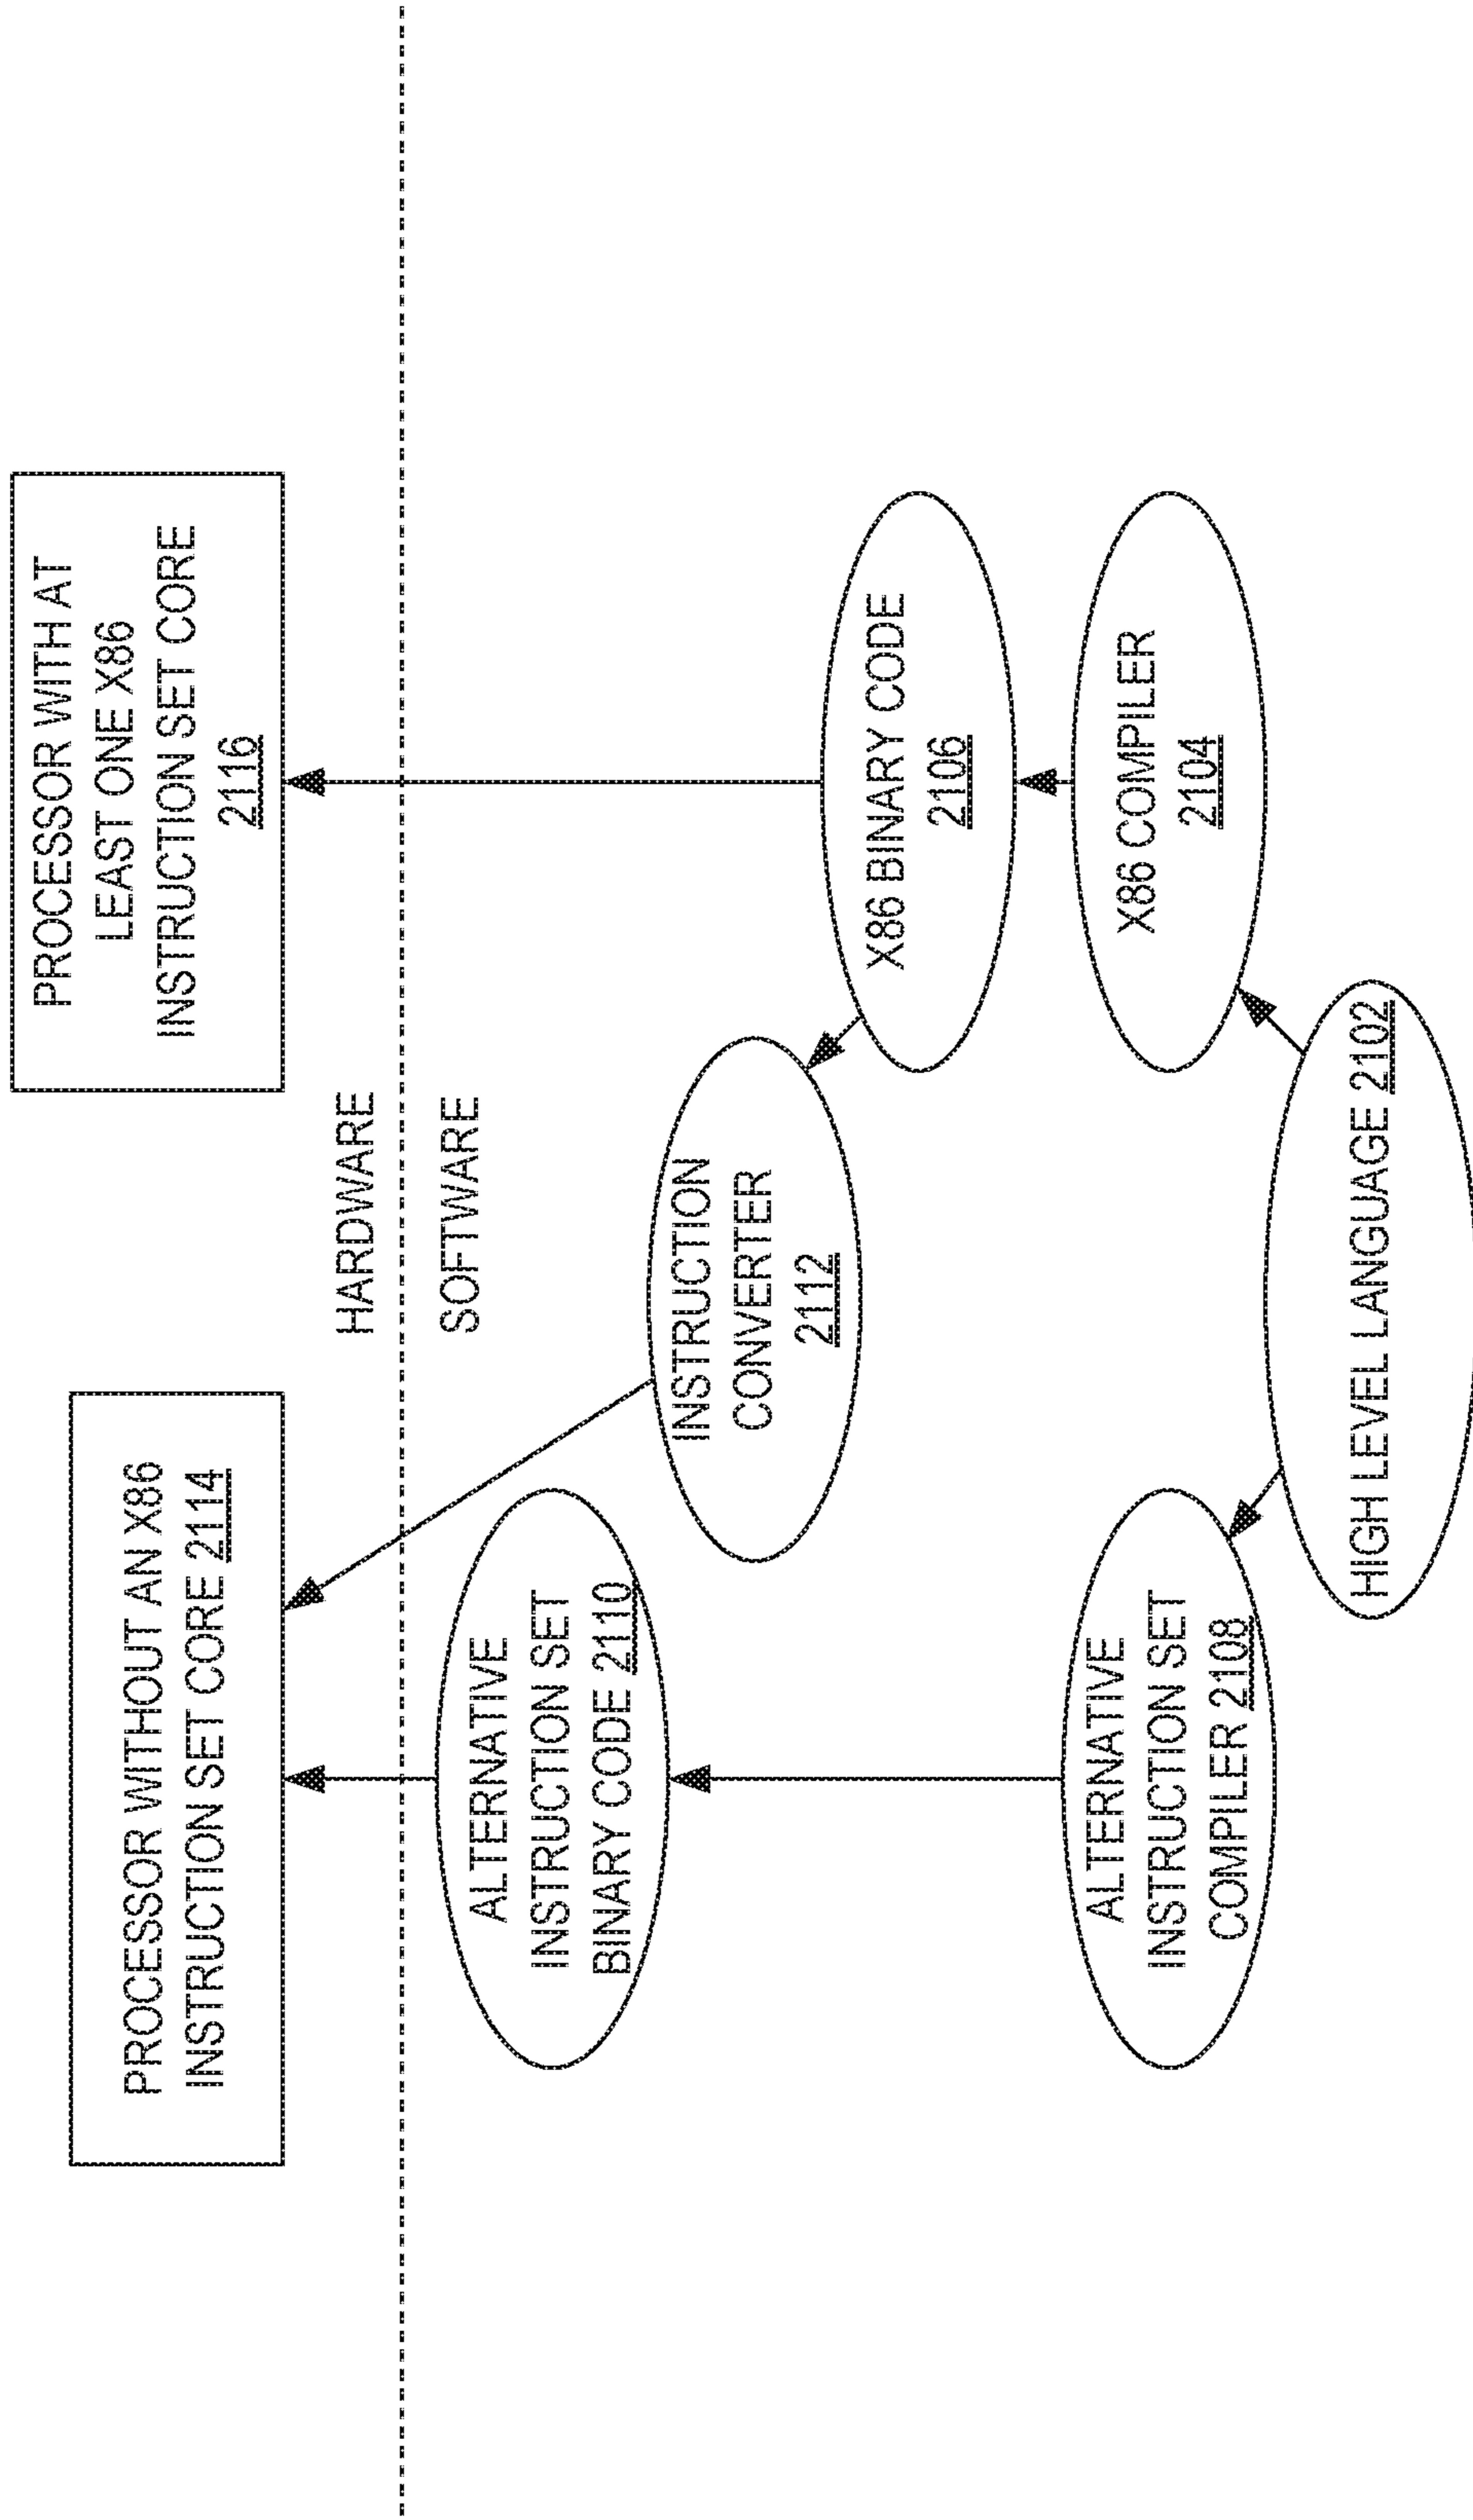 PROCESSOR WITHOUT AN X86
INSTRUCTION SET CORE 2114
PROCESSOR WITH AT
LEAST ONE X86
INSTRUCTION SET CORE
2116
HARDWARE
SOFTWARE
ALTERNATIVE
INSTRUCTION SET
BINARY CODE 2110
INSTRUCTION
CONVERTER
2112
X86 BINARY CODE
2106
ALTERNATIVE
INSTRUCTION SET
COMPILER 2108
X86 COMPILER
2104
HIGH LEVEL LANGUAGE 2102